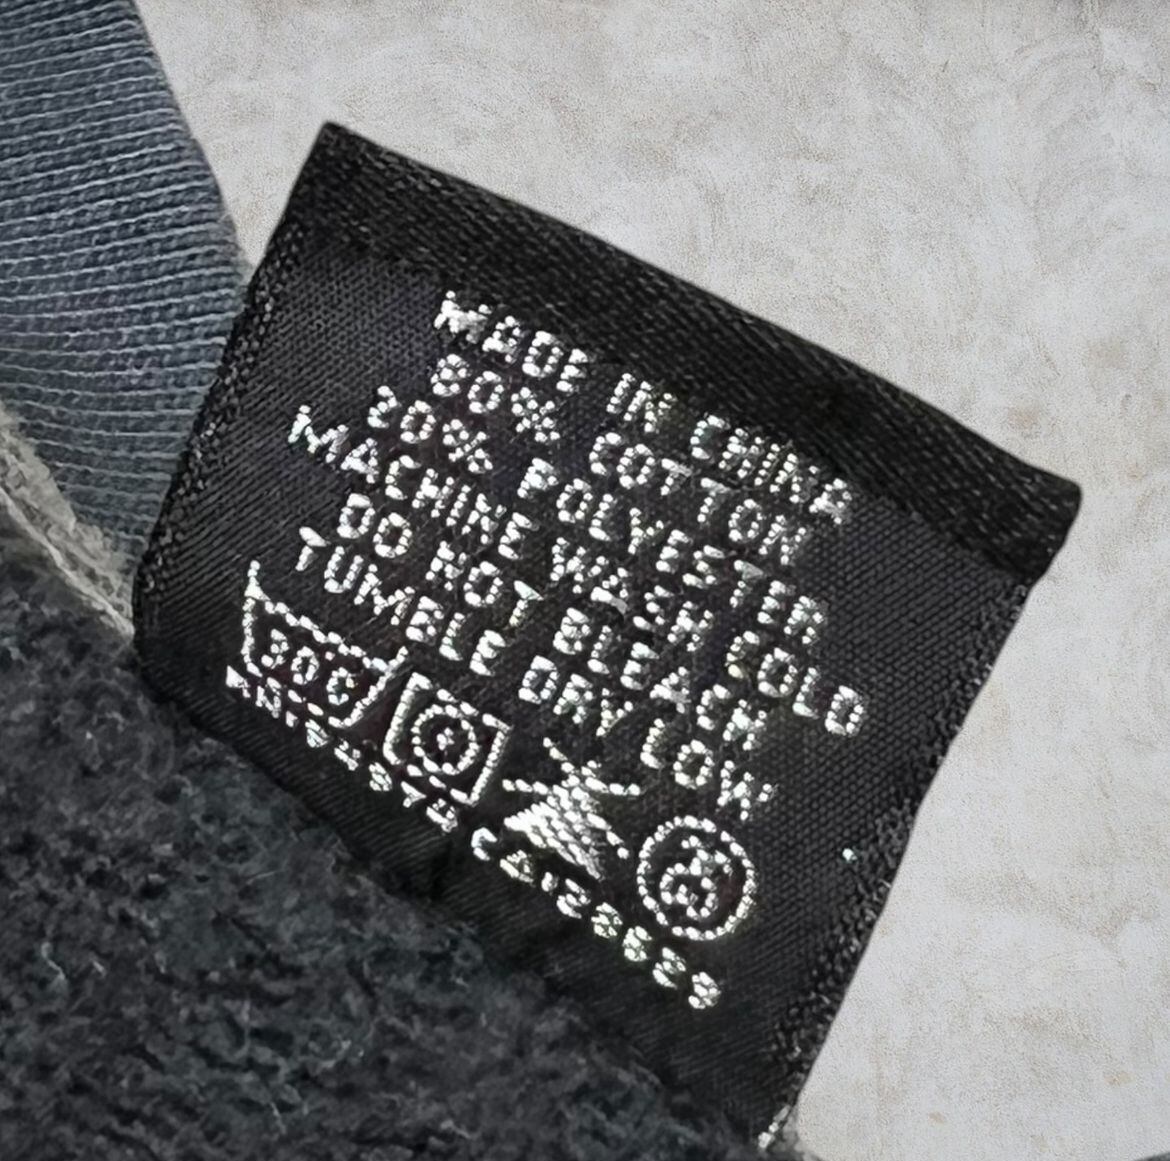 MADE IN CHINA
80% COTTON
20% POLYESTER
MACHINE WASH COLD
DO NOT BLEACH
TUMBLE DRY LOW
30C